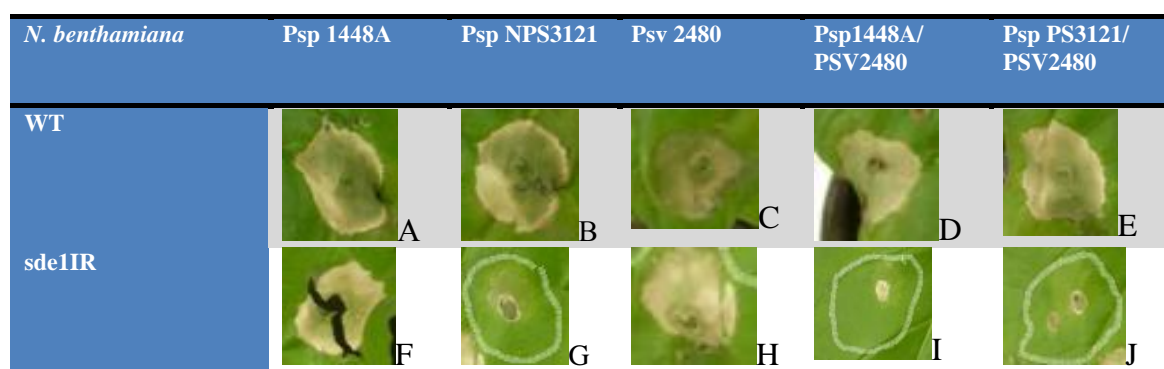 N. benthamiana Psp 1448A Psp NPS3121 Psv 2480 Psp1448A/ Psp PS3121/
PSV2480 PSV2480
WT
A B C D E
sde1IR
F G H I J